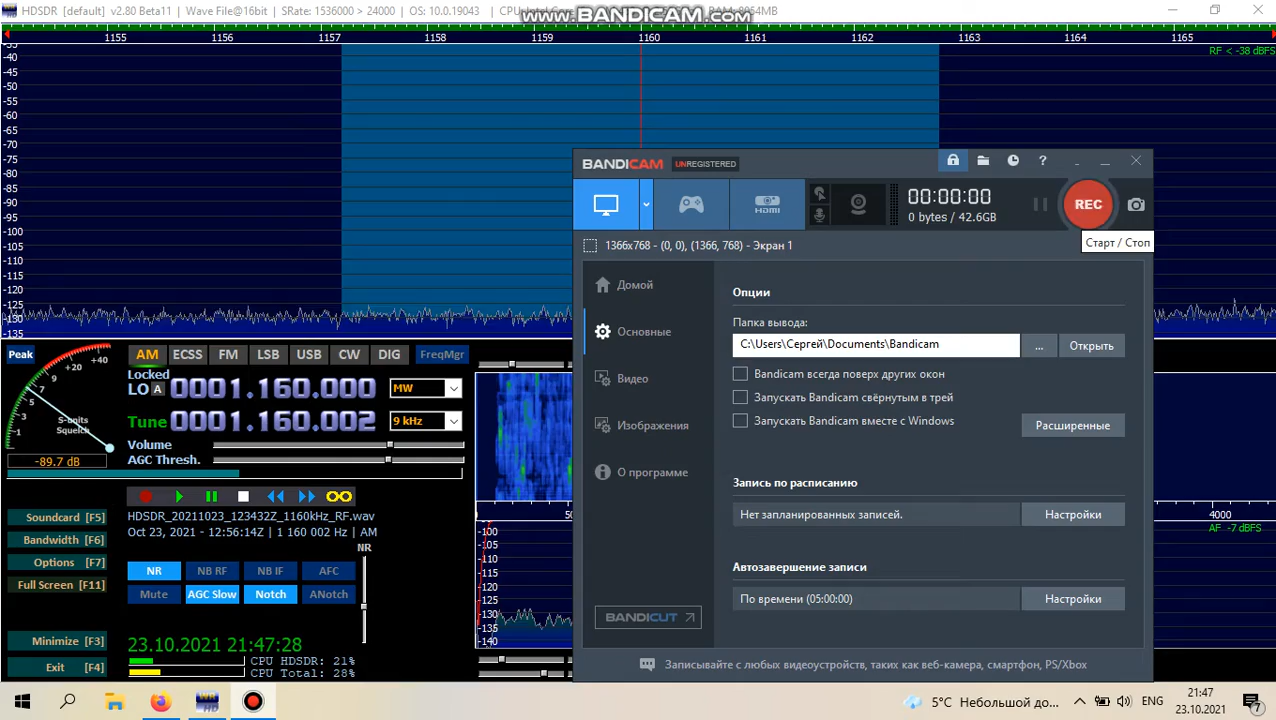 HDSDR [default] v2.80 Beta11 | Wave File@16bit | SRate: 1536000 > 24000 | OS: 10.0.19043 | CPU:
www.BANDICAM.com
1155 1156 1157 1158 1159 1160 1161 1162 1163 1164 1165
RF < -38 dBFS
-40
-45
-50
-55
-60
-65
-70
-75
-80
-85
-90
-95
-100
-105
-110
-115
-120
-125
-130
-135
BANDICAM UNREGISTERED ?
HDMI
00:00:00
0 bytes / 42.6GB
REC
Старт / Стоп
1366x768 - (0, 0), (1366, 768) - Экран 1
Домой
Основные
Видео
Изображения
О программе
BANDICUT
Опции
Папка вывода:
C:\Users\Сергей\Documents\Bandicam ... Открыть
Bandicam всегда поверх других окон
Запускать Bandicam свёрнутым в трей
Запускать Bandicam вместе с Windows
Расширенные
Запись по расписанию
Нет запланированных записей. Настройки
Автозавершение записи
По времени (05:00:00) Настройки
Записывайте с любых видеоустройств, таких как веб-камера, смартфон, PS/Xbox
Peak
1 3 5 7 9 +20 +40
S-units
Squelch
-89.7 dB
AM ECSS FM LSB USB CW DIG FreqMgr
Locked
LO A 0001.160.000 MW
Tune 0001.160.002 9 kHz
Volume
AGC Thresh.
HDSDR_20211023_123432Z_1160kHz_RF.wav
Oct 23, 2021 - 12:56:14Z | 1 160 002 Hz | AM
NR
Soundcard [F5]
Bandwidth [F6]
Options [F7]
Full Screen [F11]
NR NB RF NB IF AFC
Mute AGC Slow Notch ANotch
Minimize [F3]
Exit [F4]
23.10.2021 21:47:28
CPU HDSDR: 21%
CPU Total: 28%
4000
AF -7 dBFS
-100
-105
-110
-115
-120
-125
-130
-135
-140
WR HD
5°C Небольшой до...
ENG
21:47
23.10.2021
7